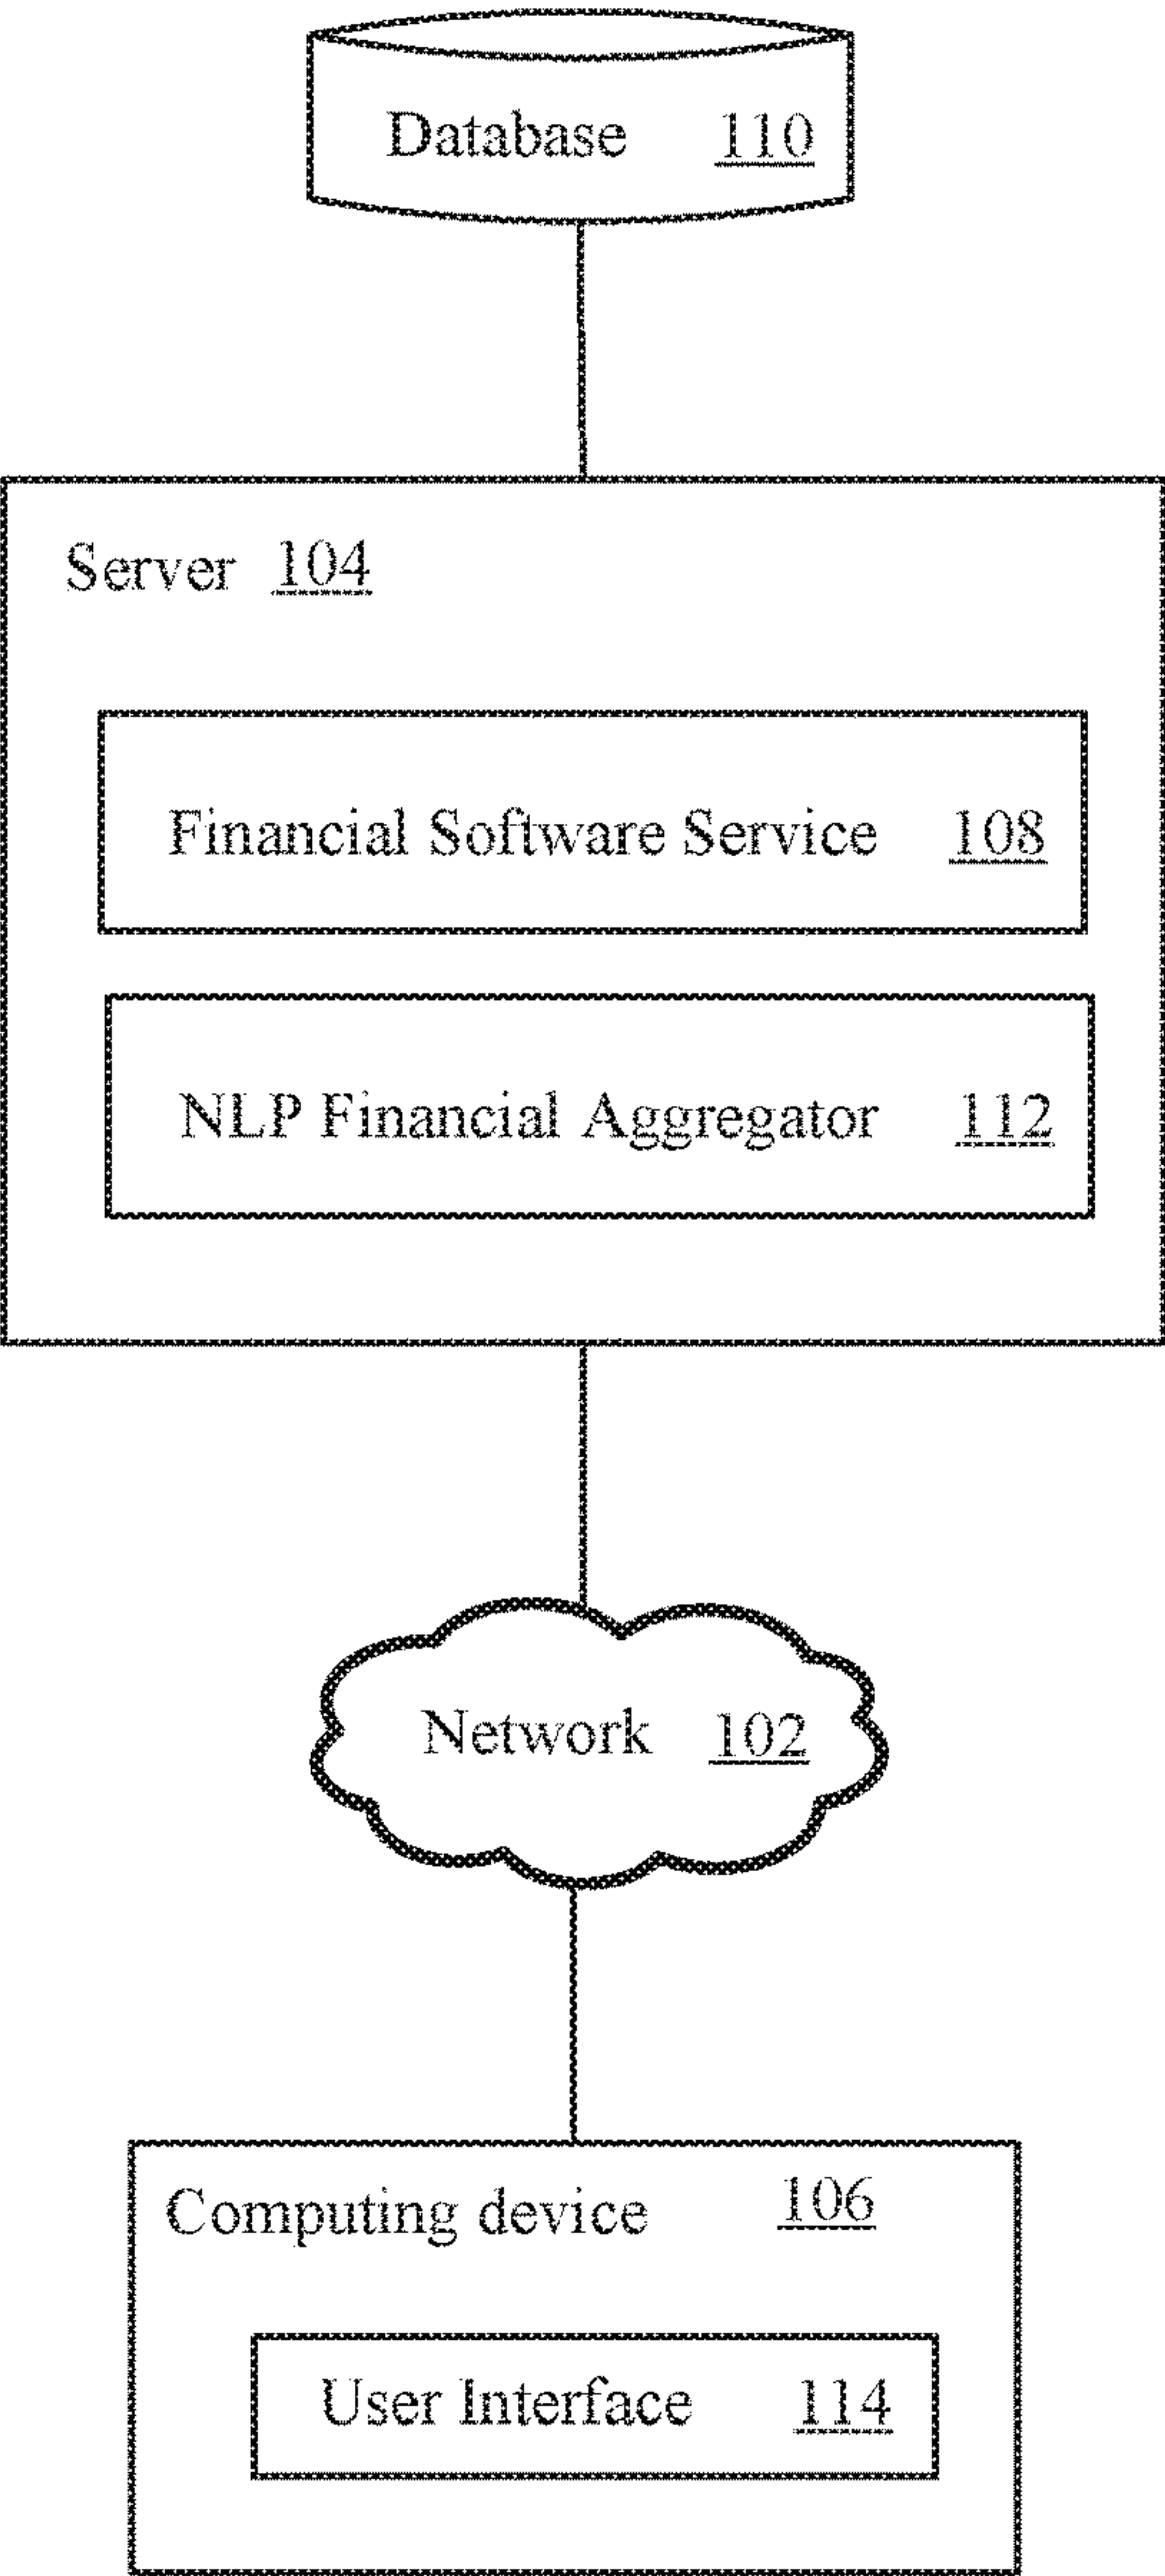 Database 110
Server 104
Financial Software Service 108
NLP Financial Aggregator 112
Network 102
Computing device 106
User Interface 114